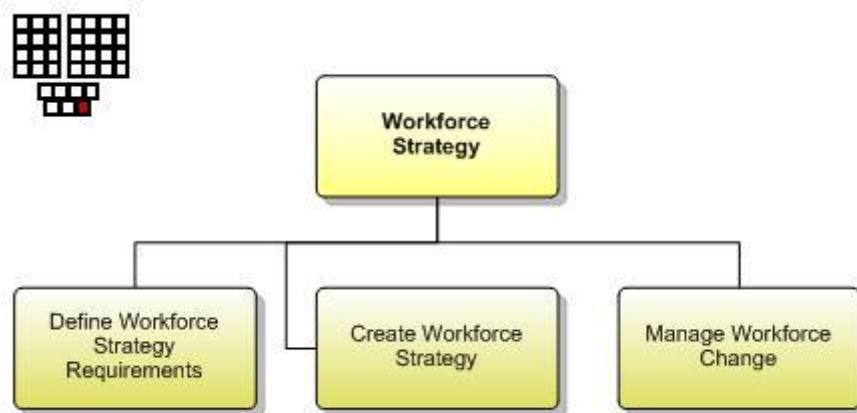 Workforce
Strategy
Define Workforce
Strategy
Requirements
Create Workforce
Strategy
Manage Workforce
Change